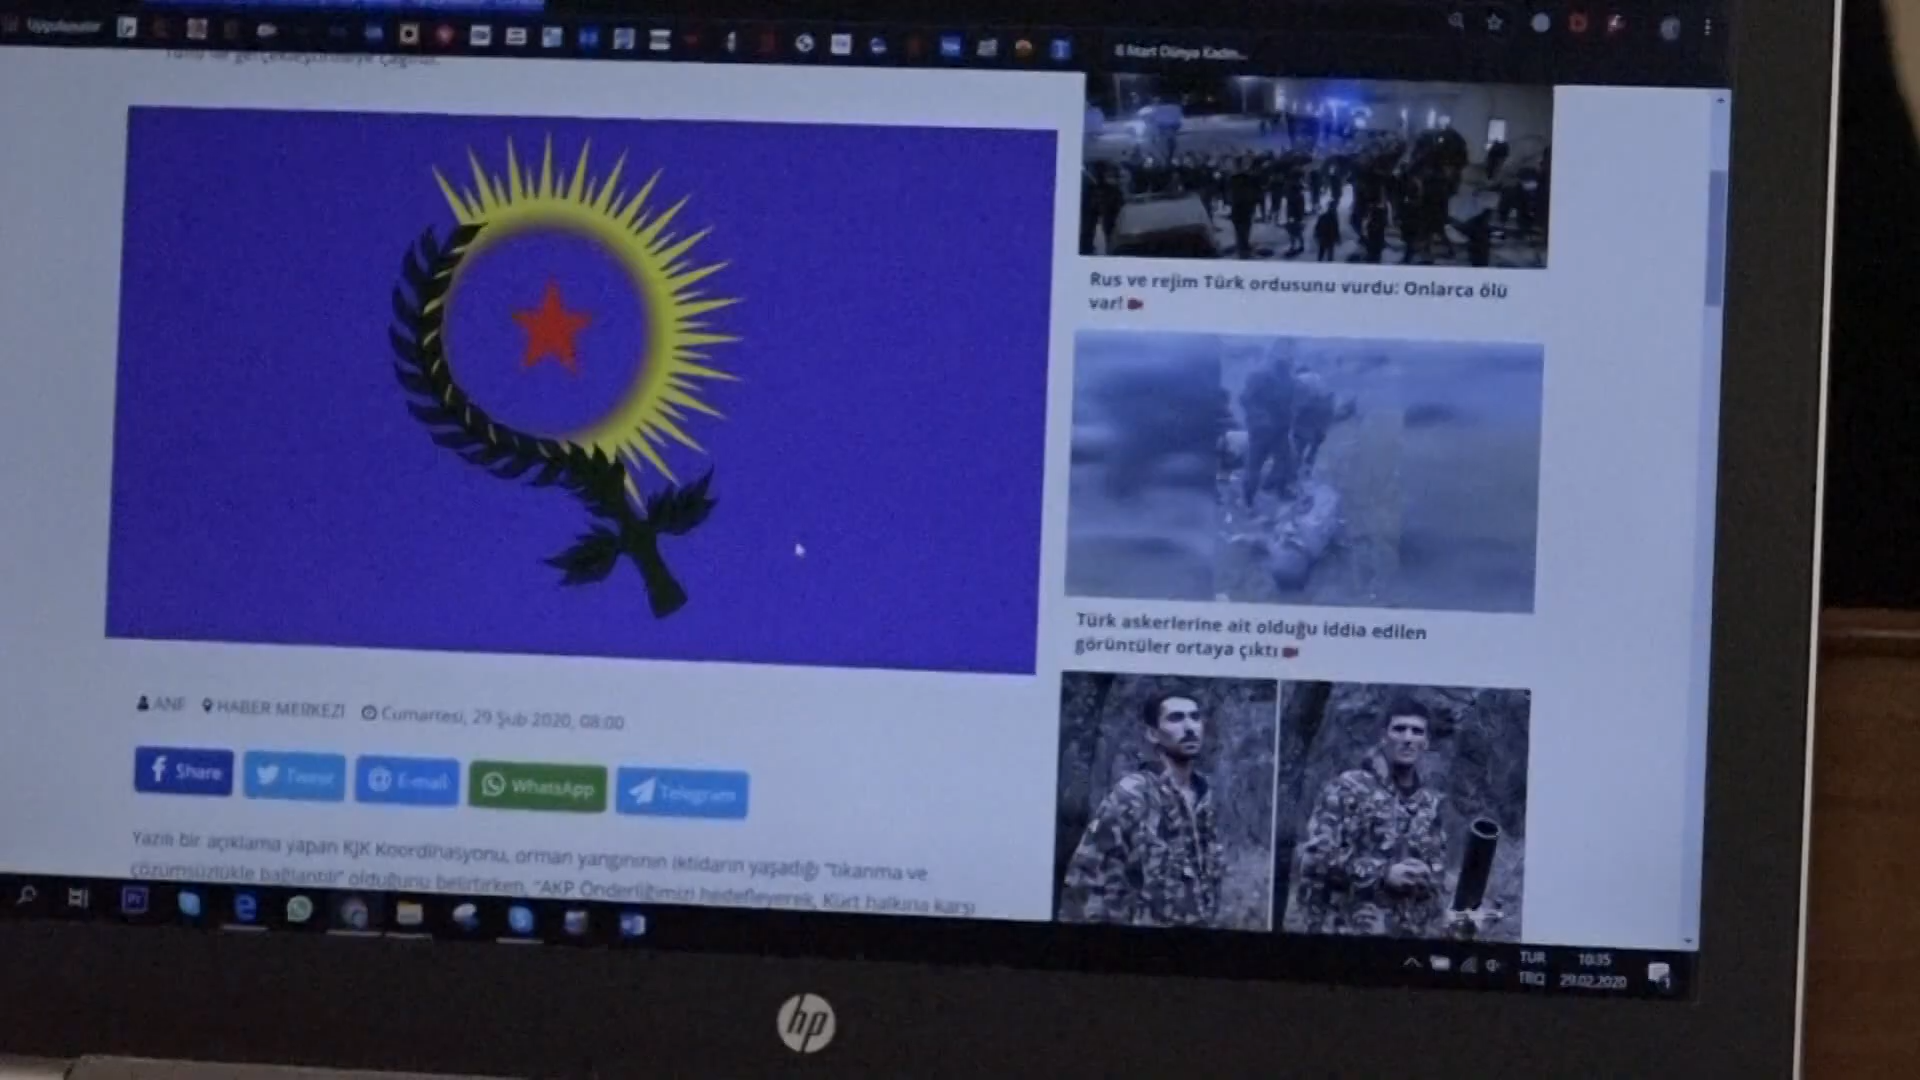 Uygulamalar
8 Mart Dünya Kadın...
Rus ve rejim Türk ordusunu vurdu: Onlarca ölü
var!
Türk askerlerine ait olduğu iddia edilen
görüntüler ortaya çıktı
ANF HABER MERKEZİ Cumartesi, 29 Şub 2020, 08:00
Share Tweet E-mail WhatsApp Telegram
Yazılı bir açıklama yapan KJK Koordinasyonu, orman yangınının iktidarın yaşadığı "tıkanma ve
çözümsüzlükle bağlantılı" olduğunu belirtirken, "AKP Önderliğimizi hedefleyerek, Kürt halkına karşı
TUR 10:35
TRQ 29.02.2020
hp